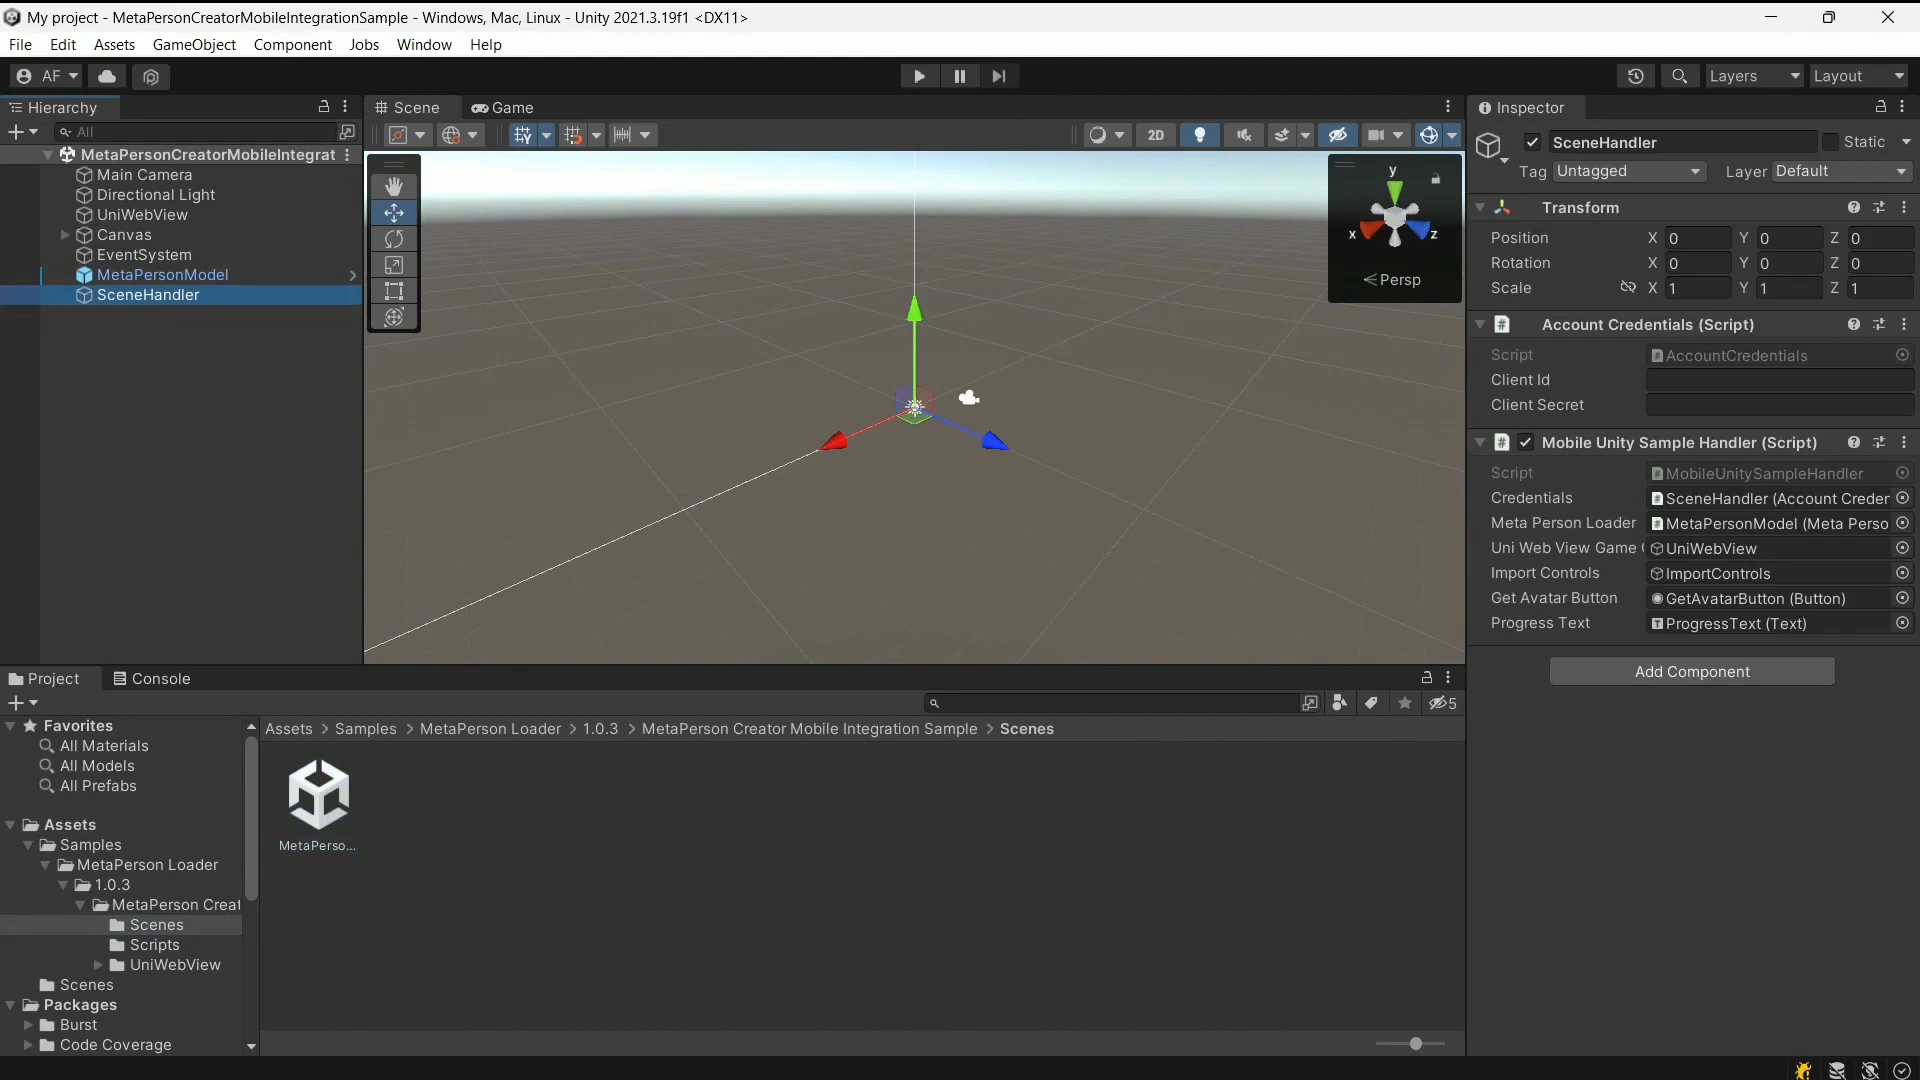 My project - MetaPersonCreatorMobileIntegrationSample - Windows, Mac, Linux - Unity 2021.3.19f1 <DX11>
File Edit Assets GameObject Component Jobs Window Help
AF
Layers Layout
Hierarchy
All
MetaPersonCreatorMobileIntegrat
Main Camera
Directional Light
UniWebView
Canvas
EventSystem
MetaPersonModel
SceneHandler
Scene Game
2D
y
x
z
Persp
Inspector
SceneHandler Static
Tag Untagged Layer Default
Transform
Position X 0 Y 0 Z 0
Rotation X 0 Y 0 Z 0
Scale X 1 Y 1 Z 1
Account Credentials (Script)
Script AccountCredentials
Client Id
Client Secret
Mobile Unity Sample Handler (Script)
Script MobileUnitySampleHandler
Credentials SceneHandler (Account Creder
Meta Person Loader MetaPersonModel (Meta Perso
Uni Web View Game UniWebView
Import Controls ImportControls
Get Avatar Button GetAvatarButton (Button)
Progress Text ProgressText (Text)
Add Component
Project Console
5
Favorites
All Materials
All Models
All Prefabs
Assets
Samples
MetaPerson Loader
1.0.3
MetaPerson Creat
Scenes
Scripts
UniWebView
Scenes
Packages
Burst
Code Coverage
Assets > Samples > MetaPerson Loader > 1.0.3 > MetaPerson Creator Mobile Integration Sample > Scenes
MetaPerso...